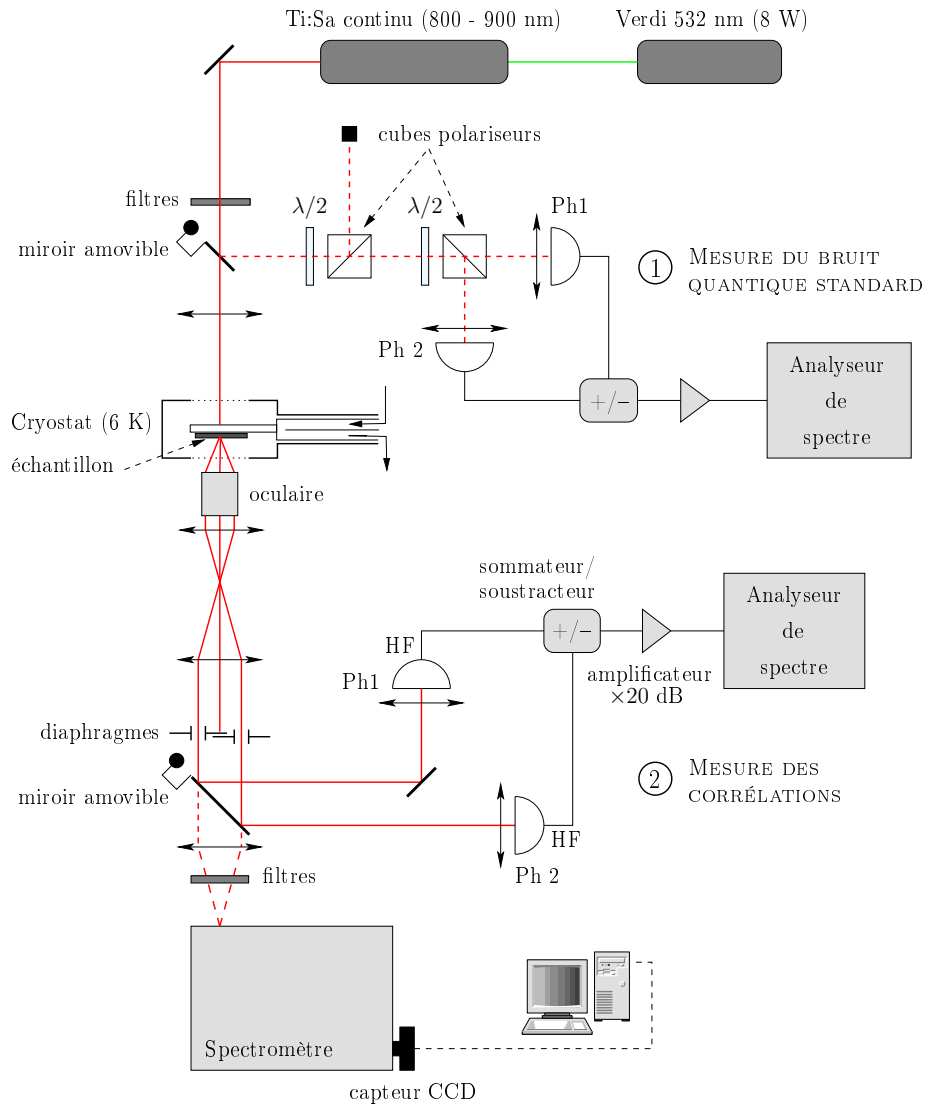 Ti:Sa continu (800 - 900 nm)
Verdi 532 nm (8 W)
cubes polariseurs
filtres
λ/2
λ/2
Ph1
miroir amovible
1
MESURE DU BRUIT
QUANTIQUE STANDARD
Ph 2
+/−
Analyseur
de
spectre
Cryostat (6 K)
échantillon
oculaire
sommateur/
soustracteur
+/−
Analyseur
de
spectre
HF
Ph1
amplificateur
×20 dB
diaphragmes
miroir amovible
2
MESURE DES
CORRÉLATIONS
HF
Ph 2
filtres
Spectromètre
capteur CCD